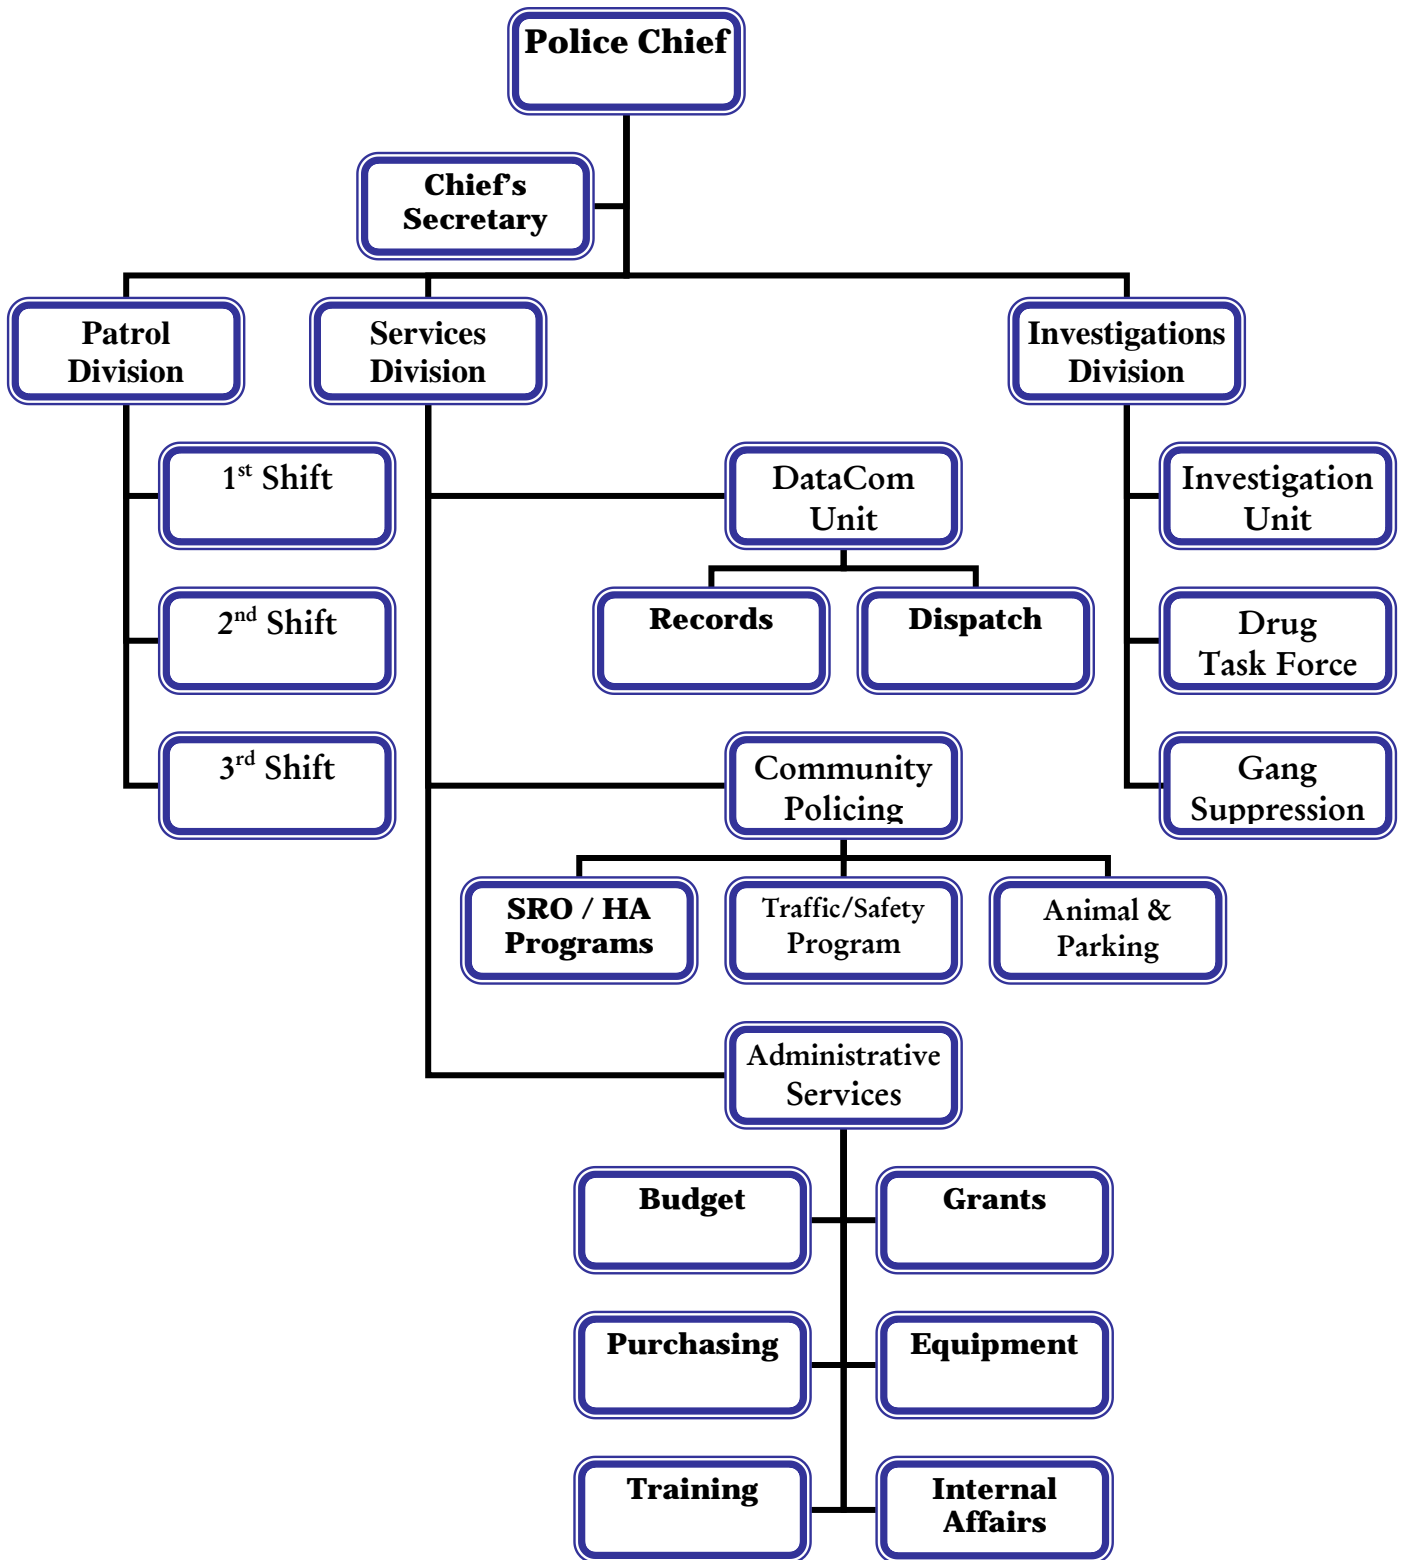 Police Chief
Chief's
Secretary
Patrol
Division
Services
Division
Investigations
Division
1st Shift
DataCom
Unit
Investigation
Unit
2nd Shift
Records
Dispatch
Drug
Task Force
3rd Shift
Community
Policing
Gang
Suppression
SRO / HA
Programs
Traffic/Safety
Program
Animal &
Parking
Administrative
Services
Budget
Grants
Purchasing
Equipment
Training
Internal
Affairs